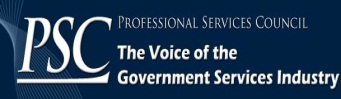 PSC
PROFESSIONAL SERVICES COUNCIL
The Voice of the
Government Services Industry